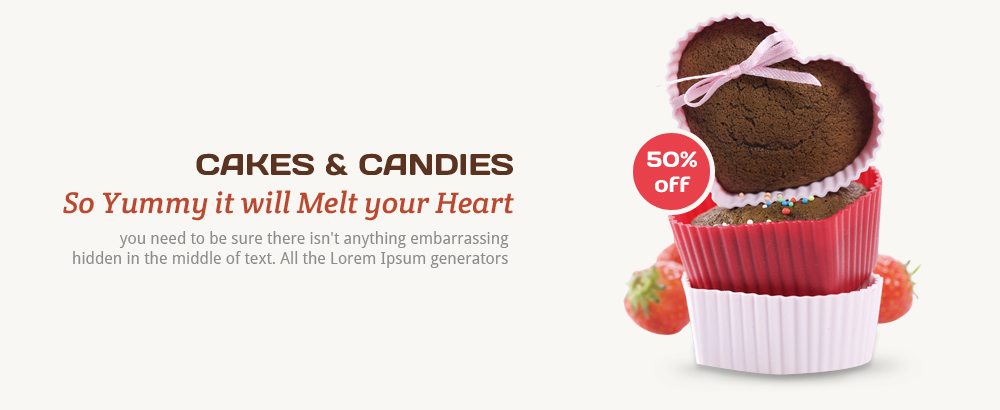 CAKES & CANDIES
So Yummy it will Melt your Heart
you need to be sure there isn't anything embarrassing
hidden in the middle of text. All the Lorem Ipsum generators
50%
off